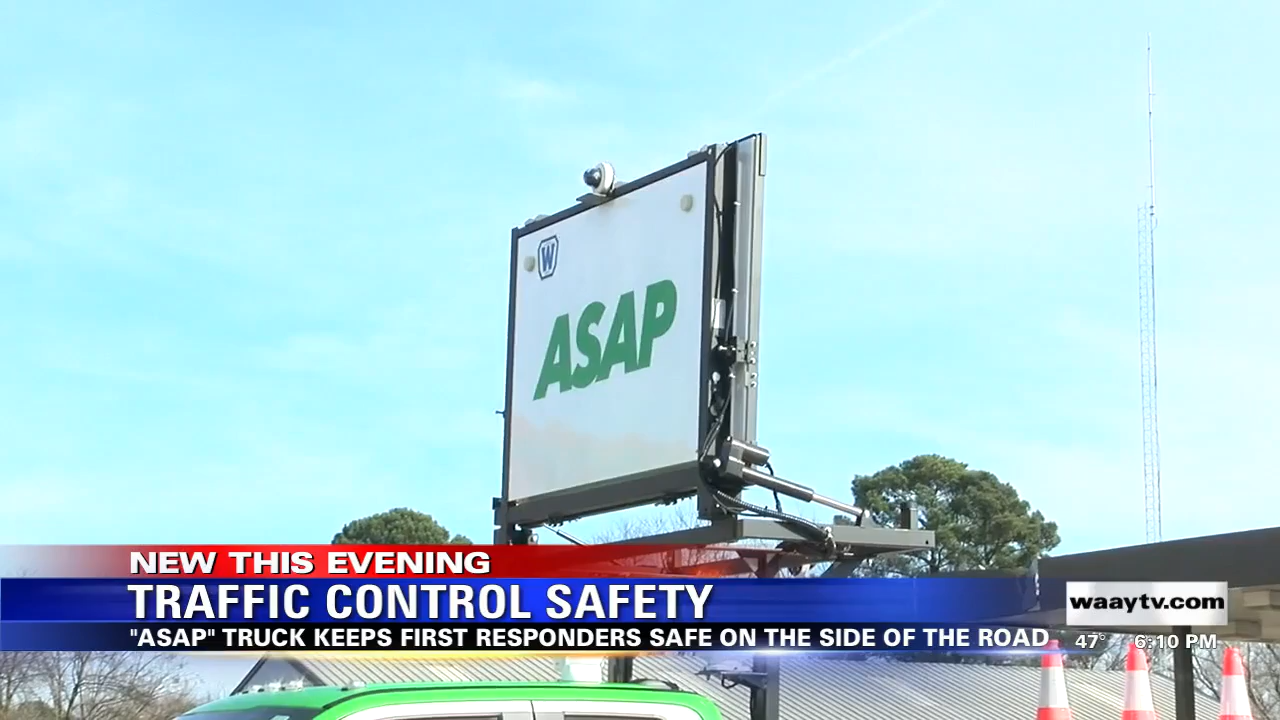 W
ASAP
NEW THIS EVENING
TRAFFIC CONTROL SAFETY
"ASAP" TRUCK KEEPS FIRST RESPONDERS SAFE ON THE SIDE OF THE ROAD
waaytv.com
47° 6:10 PM